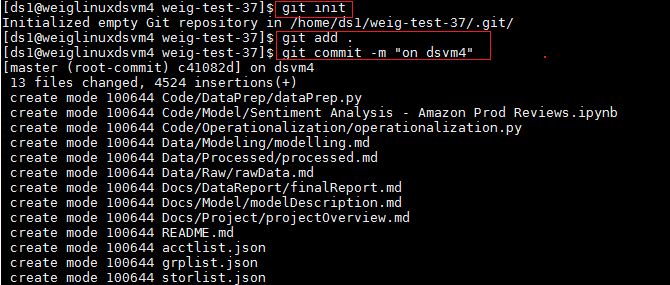 [ds1@weiglinuxdsvm4 weig-test-37]$ git init
Initialized empty Git repository in /home/ds1/weig-test-37/.git/
[ds1@weiglinuxdsvm4 weig-test-37]$ git add .
[ds1@weiglinuxdsvm4 weig-test-37]$ git commit -m "on dsvm4"
[master (root-commit) c41082d] on dsvm4
 13 files changed, 4524 insertions(+)
 create mode 100644 Code/DataPrep/dataPrep.py
 create mode 100644 Code/Model/Sentiment Analysis - Amazon Prod Reviews.ipynb
 create mode 100644 Code/Operationalization/operationalization.py
 create mode 100644 Data/Modeling/modelling.md
 create mode 100644 Data/Processed/processed.md
 create mode 100644 Data/Raw/rawData.md
 create mode 100644 Docs/DataReport/finalReport.md
 create mode 100644 Docs/Model/modelDescription.md
 create mode 100644 Docs/Project/projectOverview.md
 create mode 100644 README.md
 create mode 100644 acctlist.json
 create mode 100644 grplist.json
 create mode 100644 storlist.json